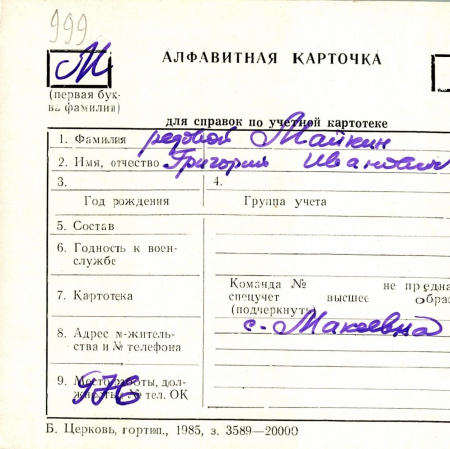 999
М
АЛФАВИТНАЯ КАРТОЧКА
(первая бук-
ва фамилии)
для справок по учетной картотеке
1. Фамилия рядовой Майкин
2. Имя, отчество Григорий Иванович
3.
4.
Год рождения
Группа учета
5. Состав
6. Годность к воен-
службе
7. Картотека
Команда № не предна
спецучет высшее образ
(подчеркнуть)
8. Адрес м-житель-
ства и № телефона
с. Макеевка
9. Место работы, дол-
жность и № тел. ОК
Б. Церковь, гортип., 1985, з. 3589—20000